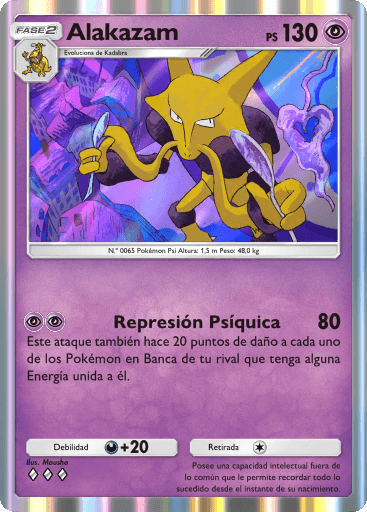 FASE 2
Alakazam
PS 130
Evoluciona de Kadabra
N.º 0065 Pokémon Psi Altura: 1,5 m Peso: 48,0 kg
Represión Psíquica 80
Este ataque también hace 20 puntos de daño a cada uno
de los Pokémon en Banca de tu rival que tenga alguna
Energía unida a él.
Debilidad +20
Retirada
Ilus. Mousho
Posee una capacidad intelectual fuera de
lo común que le permite recordar todo lo
sucedido desde el instante de su nacimiento.